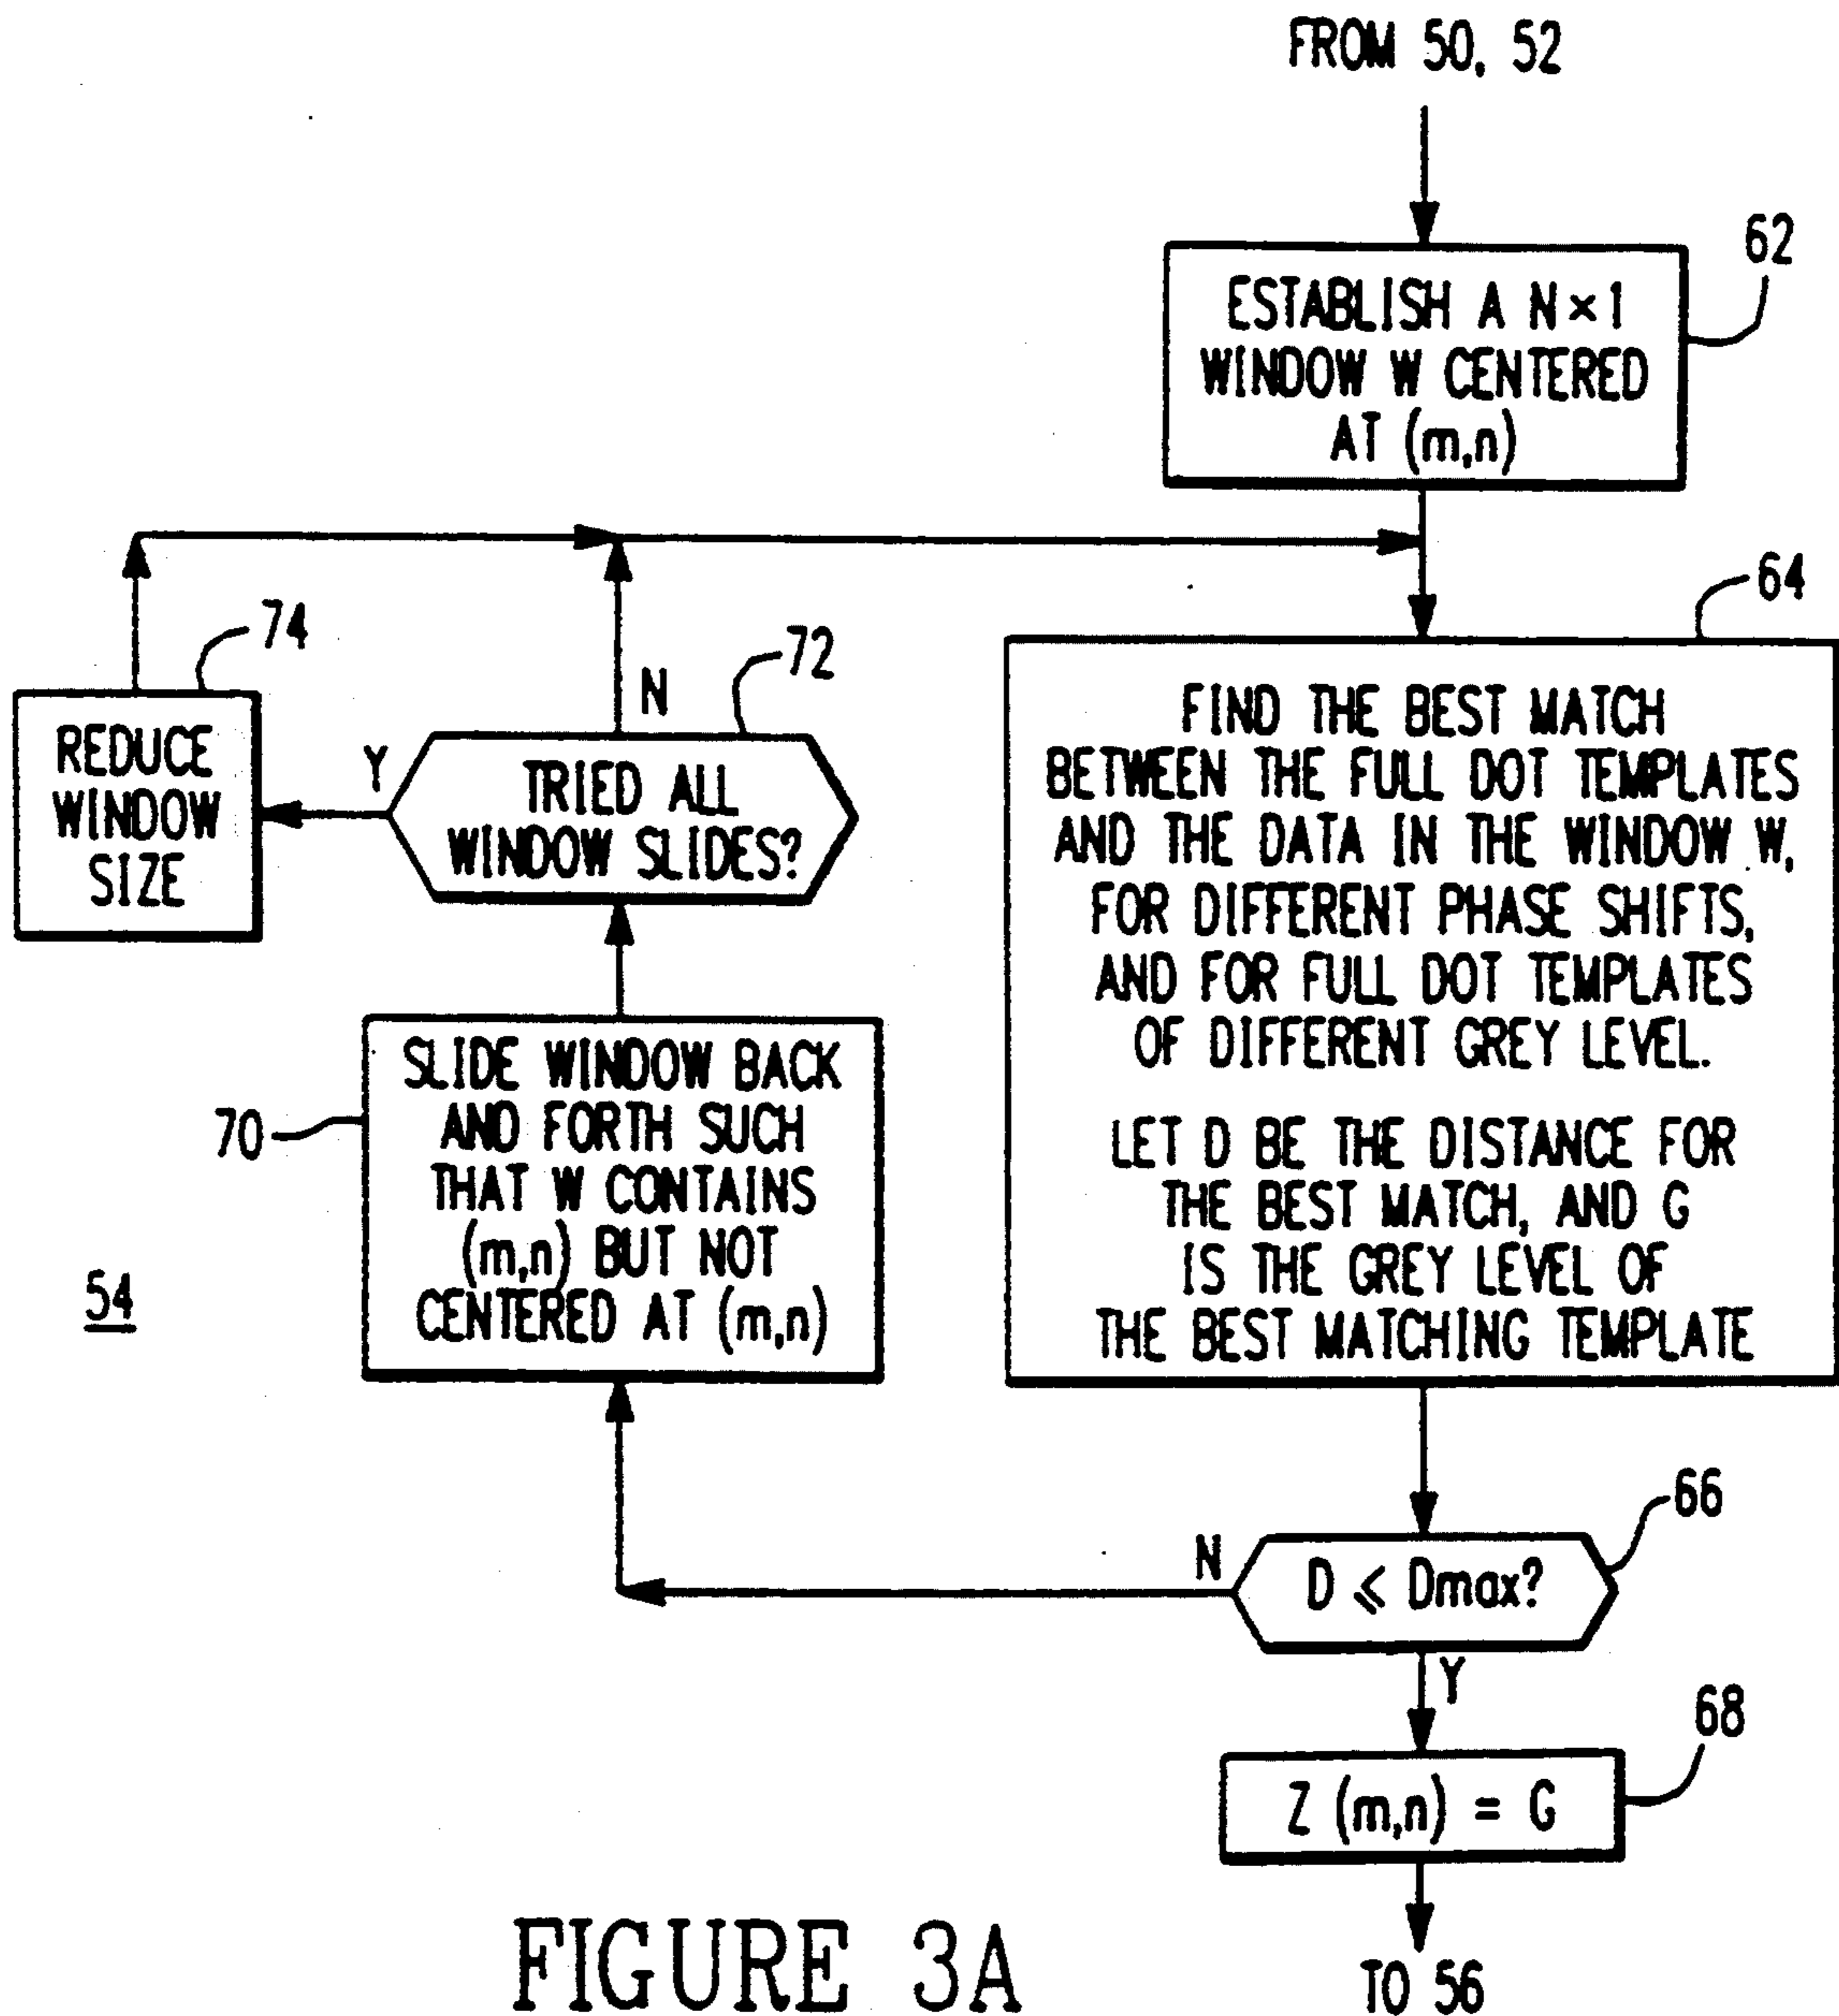 FROM 50, 52
62
ESTABLISH A N × 1
WINDOW W CENTERED
AT (m,n)
64
FIND THE BEST MATCH
BETWEEN THE FULL DOT TEMPLATES
AND THE DATA IN THE WINDOW W,
FOR DIFFERENT PHASE SHIFTS,
AND FOR FULL DOT TEMPLATES
OF DIFFERENT GREY LEVEL.
LET D BE THE DISTANCE FOR
THE BEST MATCH, AND G
IS THE GREY LEVEL OF
THE BEST MATCHING TEMPLATE
66
D ⩽ Dmax?
N
Y
68
Z (m,n) = G
TO 56
70
SLIDE WINDOW BACK
AND FORTH SUCH
THAT W CONTAINS
(m,n) BUT NOT
CENTERED AT (m,n)
72
TRIED ALL
WINDOW SLIDES?
N
Y
74
REDUCE
WINDOW
SIZE
54
FIGURE 3A